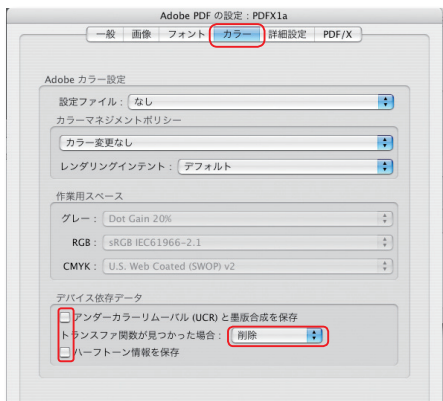 Adobe PDF の設定：PDFX1a
一般 画像 フォント カラー 詳細設定 PDF/X
Adobe カラー設定
設定ファイル： なし
カラーマネジメントポリシー
カラー変更なし
レンダリングインテント： デフォルト
作業用スペース
グレー： Dot Gain 20%
RGB： sRGB IEC61966-2.1
CMYK： U.S. Web Coated (SWOP) v2
デバイス依存データ
アンダーカラーリムーバル (UCR) と墨版合成を保存
トランスファ関数が見つかった場合： 削除
ハーフトーン情報を保存